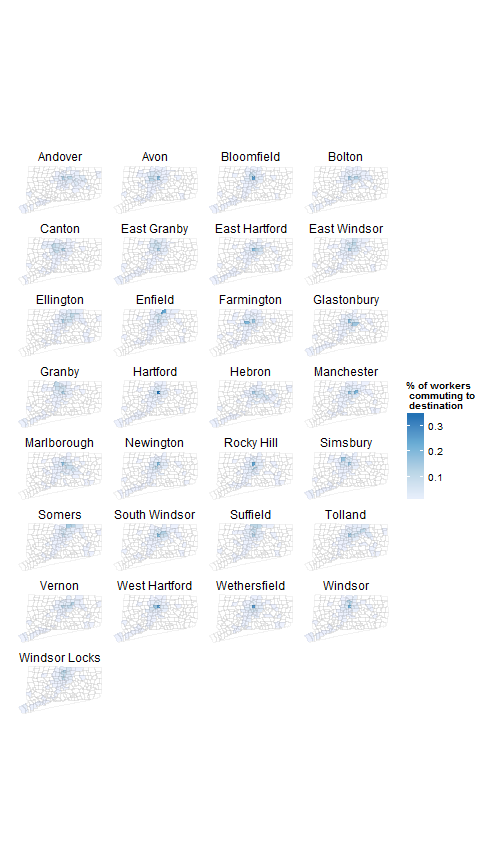 Andover Avon Bloomfield Bolton
Canton East Granby East Hartford East Windsor
Ellington Enfield Farmington Glastonbury
Granby Hartford Hebron Manchester
% of workers
commuting to
destination
0.3
0.2
0.1
Marlborough Newington Rocky Hill Simsbury
Somers South Windsor Suffield Tolland
Vernon West Hartford Wethersfield Windsor
Windsor Locks